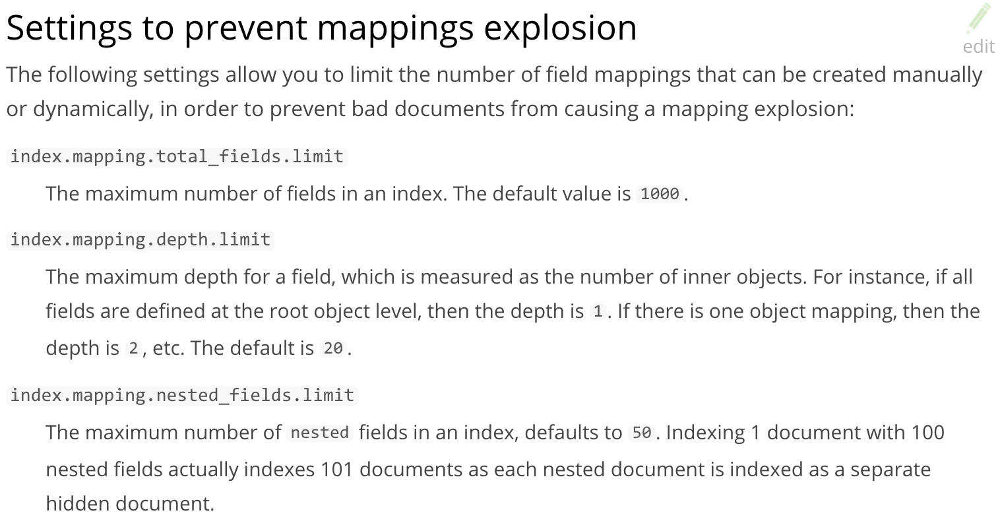 Settings to prevent mappings explosion
edit
The following settings allow you to limit the number of field mappings that can be created manually
or dynamically, in order to prevent bad documents from causing a mapping explosion:
index.mapping.total_fields.limit
The maximum number of fields in an index. The default value is 1000.
index.mapping.depth.limit
The maximum depth for a field, which is measured as the number of inner objects. For instance, if all
fields are defined at the root object level, then the depth is 1. If there is one object mapping, then the
depth is 2, etc. The default is 20.
index.mapping.nested_fields.limit
The maximum number of nested fields in an index, defaults to 50. Indexing 1 document with 100
nested fields actually indexes 101 documents as each nested document is indexed as a separate
hidden document.